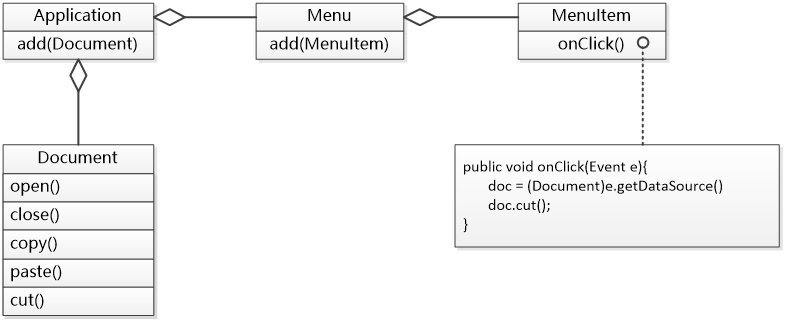 Application
add(Document)
Menu
add(MenuItem)
MenuItem
onClick()
Document
open()
close()
copy()
paste()
cut()
public void onClick(Event e){
doc = (Document)e.getDataSource()
doc.cut();
}